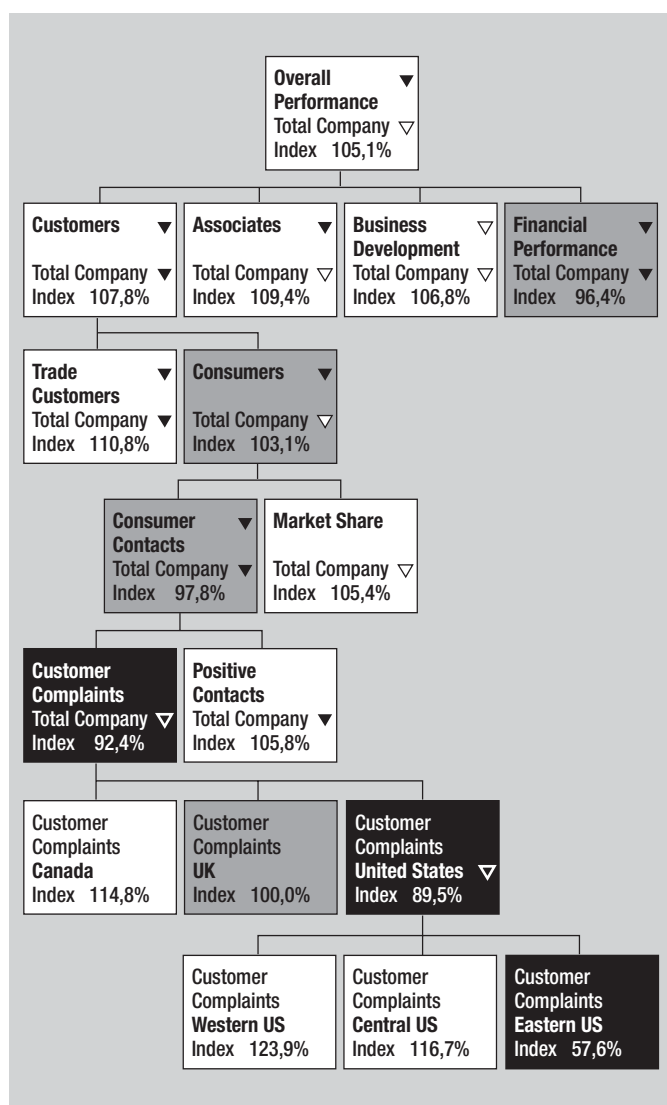 Overall
Performance
Total Company
Index 105,1%
Customers
Total Company
Index 107,8%
Associates
Total Company
Index 109,4%
Business
Development
Total Company
Index 106,8%
Financial
Performance
Total Company
Index 96,4%
Trade
Customers
Total Company
Index 110,8%
Consumers
Total Company
Index 103,1%
Consumer
Contacts
Total Company
Index 97,8%
Market Share
Total Company
Index 105,4%
Customer
Complaints
Total Company
Index 92,4%
Positive
Contacts
Total Company
Index 105,8%
Customer
Complaints
Canada
Index 114,8%
Customer
Complaints
UK
Index 100,0%
Customer
Complaints
United States
Index 89,5%
Customer
Complaints
Western US
Index 123,9%
Customer
Complaints
Central US
Index 116,7%
Customer
Complaints
Eastern US
Index 57,6%